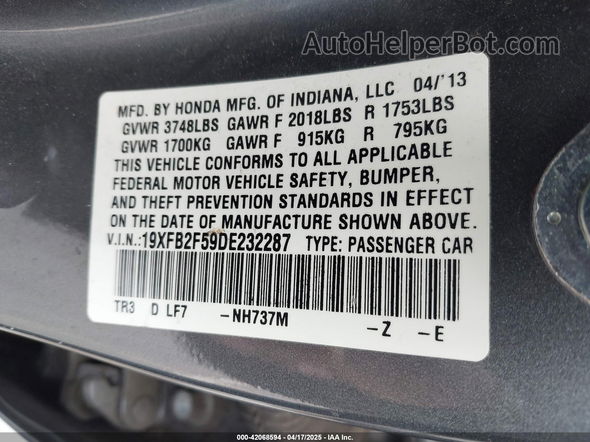 AutoHelperBot.com
MFD. BY HONDA MFG. OF INDIANA, LLC 04/'13
GVWR 3748LBS GAWR F 2018LBS R 1753LBS
GVWR 1700KG GAWR F 915KG R 795KG
THIS VEHICLE CONFORMS TO ALL APPLICABLE
FEDERAL MOTOR VEHICLE SAFETY, BUMPER,
AND THEFT PREVENTION STANDARDS IN EFFECT
ON THE DATE OF MANUFACTURE SHOWN ABOVE.
V.I.N.:19XFB2F59DE232287 TYPE: PASSENGER CAR
TR3 D LF7 -NH737M -Z -E
000-42068594 - 04/17/2025 - IAA Inc.